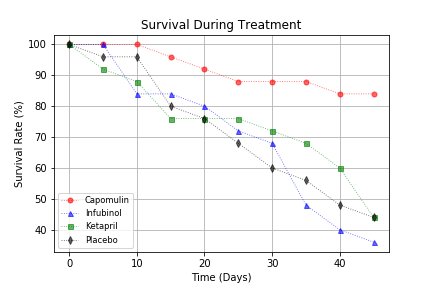 Survival During Treatment
100
90
80
70
60
50
40
Survival Rate (%)
Capomulin
Infubinol
Ketapril
Placebo
0
10
20
30
40
Time (Days)